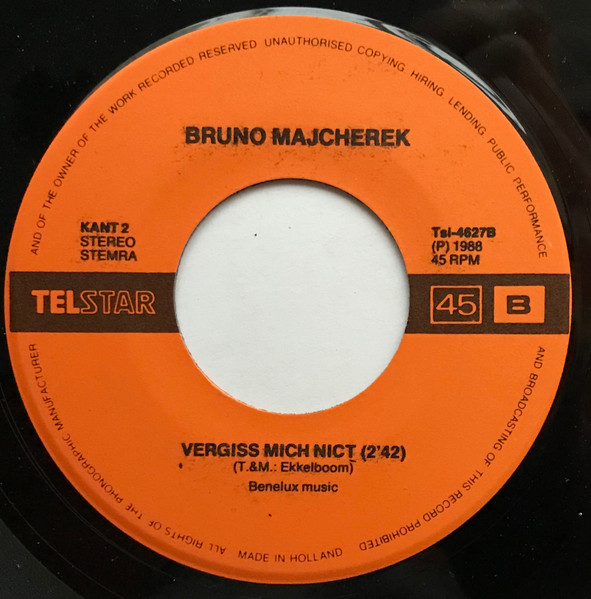 ALL RIGHTS OF THE PHONOGRAPHIC MANUFACTURER AND OF THE OWNER OF THE WORK RECORDED RESERVED UNAUTHORISED COPYING, HIRING, LENDING, PUBLIC PERFORMANCE AND BROADCASTING OF THIS RECORD PROHIBITED
BRUNO MAJCHEREK
KANT 2
STEREO
STEMRA
Tsl-4627B
(P) 1988
45 RPM
TELSTAR
45 B
VERGISS MICH NICT (2'42)
(T.&M.: Ekkelboom)
Benelux music
MADE IN HOLLAND